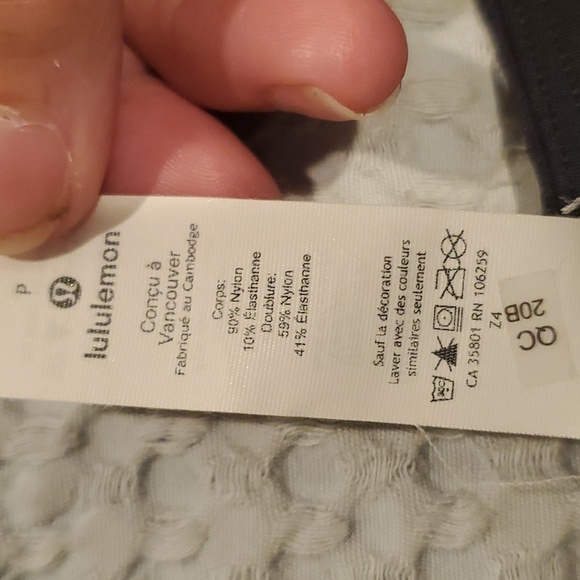 P
lululemon
Conçu à
Vancouver
Fabriqué au Cambodge
Corps:
90% Nylon
10% Élasthanne
Doublure:
59% Nylon
41% Élasthanne
Sauf la décoration
Laver avec des couleurs
similaires seulement
30C
CA 35801 RN 106259
Z4
QC
20B